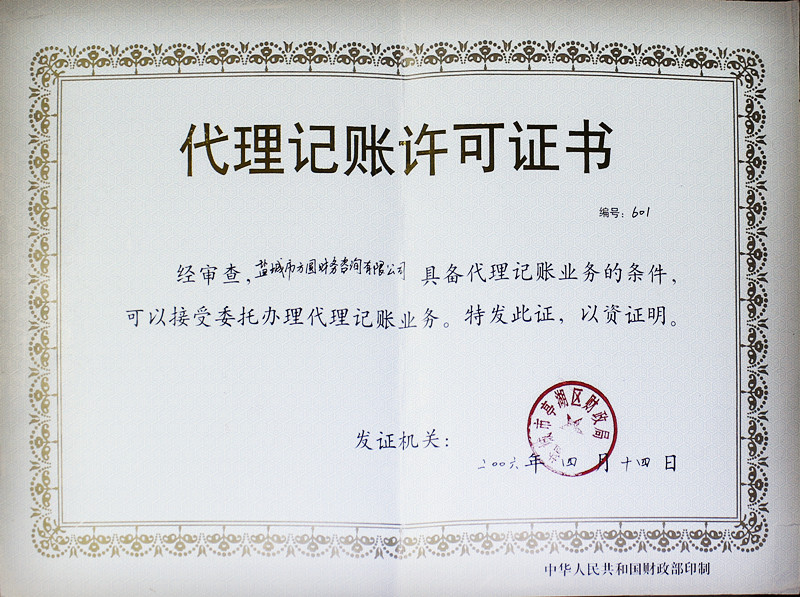 代理记账许可证书
编号：601
经审查，盐城市方圆财务咨询有限公司 具备代理记账业务的条件，
可以接受委托办理代理记账业务。特发此证，以资证明。
城市亭湖区财政局
发证机关：
二〇〇六年 四 月 十四 日
中华人民共和国财政部印制